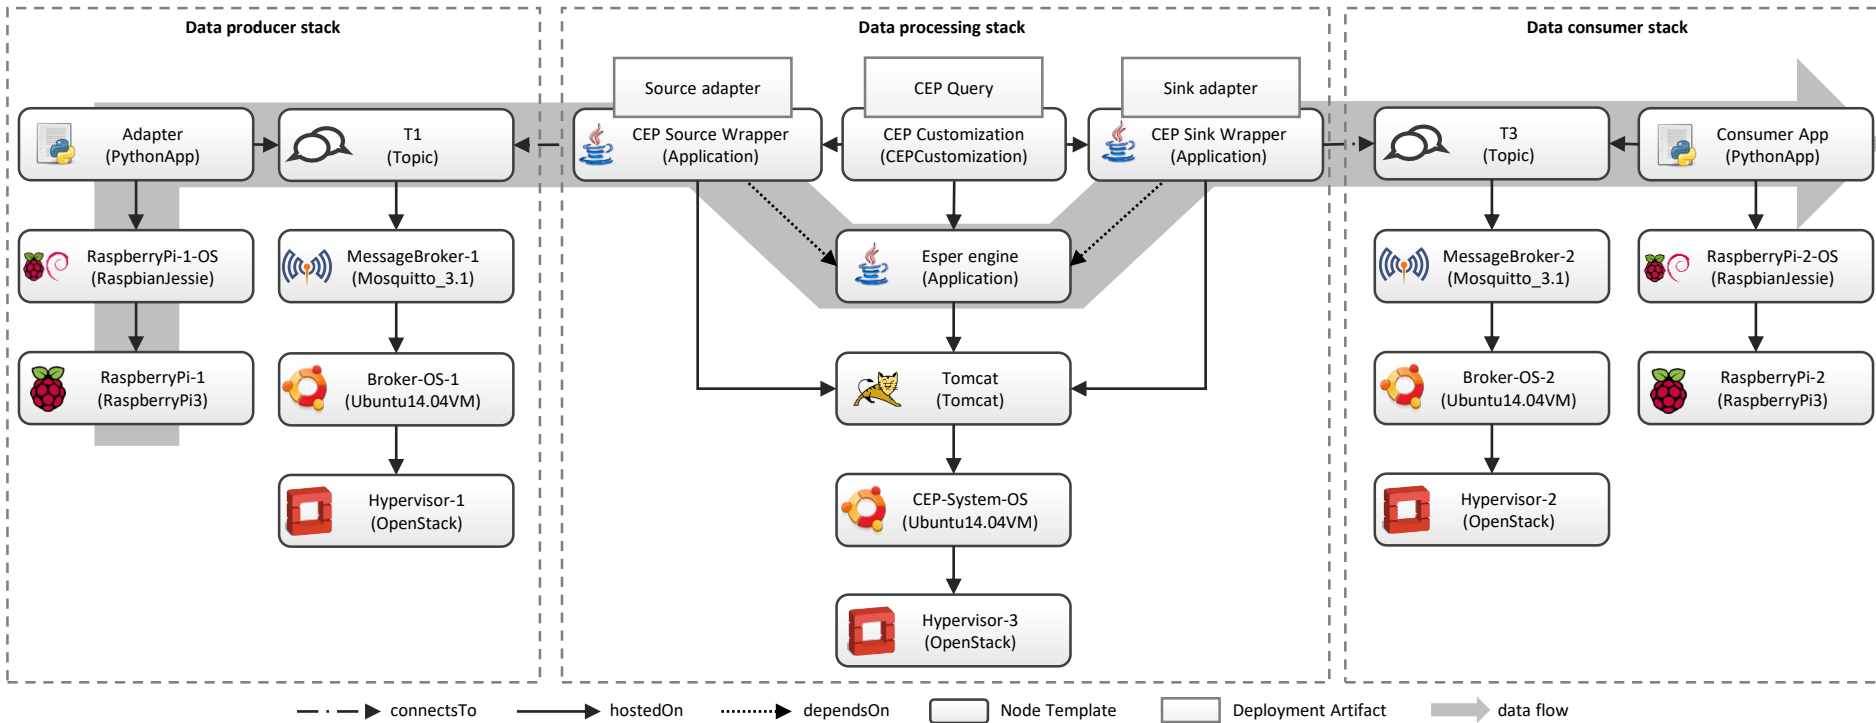 Data producer stack
Data processing stack
Data consumer stack
Source adapter
CEP Query
Sink adapter
Adapter
(PythonApp)
T1
(Topic)
CEP Source Wrapper
(Application)
CEP Customization
(CEPCustomization)
CEP Sink Wrapper
(Application)
T3
(Topic)
Consumer App
(PythonApp)
RaspberryPi-1-OS
(RaspbianJessie)
MessageBroker-1
(Mosquitto_3.1)
Esper engine
(Application)
MessageBroker-2
(Mosquitto_3.1)
RaspberryPi-2-OS
(RaspbianJessie)
RaspberryPi-1
(RaspberryPi3)
Broker-OS-1
(Ubuntu14.04VM)
Tomcat
(Tomcat)
Broker-OS-2
(Ubuntu14.04VM)
RaspberryPi-2
(RaspberryPi3)
Hypervisor-1
(OpenStack)
CEP-System-OS
(Ubuntu14.04VM)
Hypervisor-2
(OpenStack)
Hypervisor-3
(OpenStack)
connectsTo
hostedOn
dependsOn
Node Template
Deployment Artifact
data flow